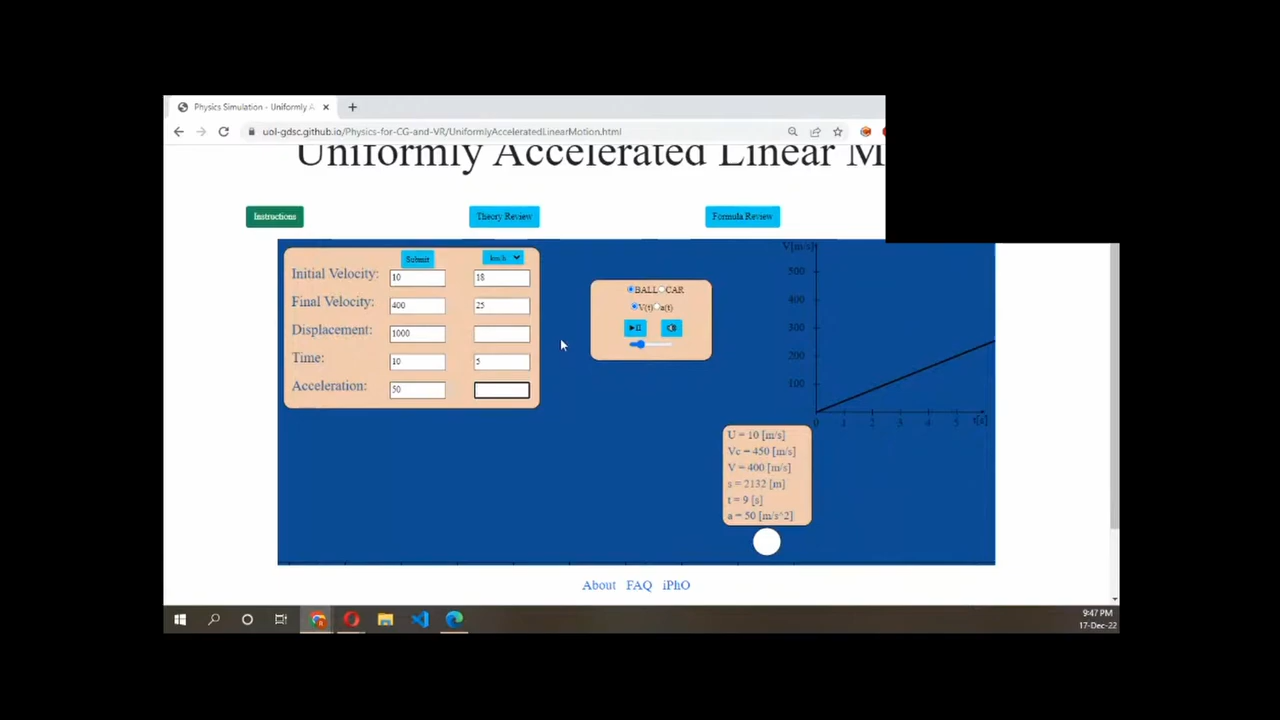 Physics Simulation - Uniformly A
uol-gdsc.github.io/Physics-for-CG-and-VR/UniformlyAcceleratedLinearMotion.html
Uniformly Accelerated Linear M
Instructions
Theory Review
Formula Review
Submit
Initial Velocity: 10 18
Final Velocity: 400 25
Displacement: 1000
Time: 10 5
Acceleration: 50
BALL CAR
V(t) a(t)
V[m/s]
500
400
300
200
100
0 1 2 3 4 5 t[s]
U = 10 [m/s]
Vc = 450 [m/s]
V = 400 [m/s]
s = 2132 [m]
t = 9 [s]
a = 50 [m/s^2]
About FAQ iPhO
9:47 PM
17-Dec-22